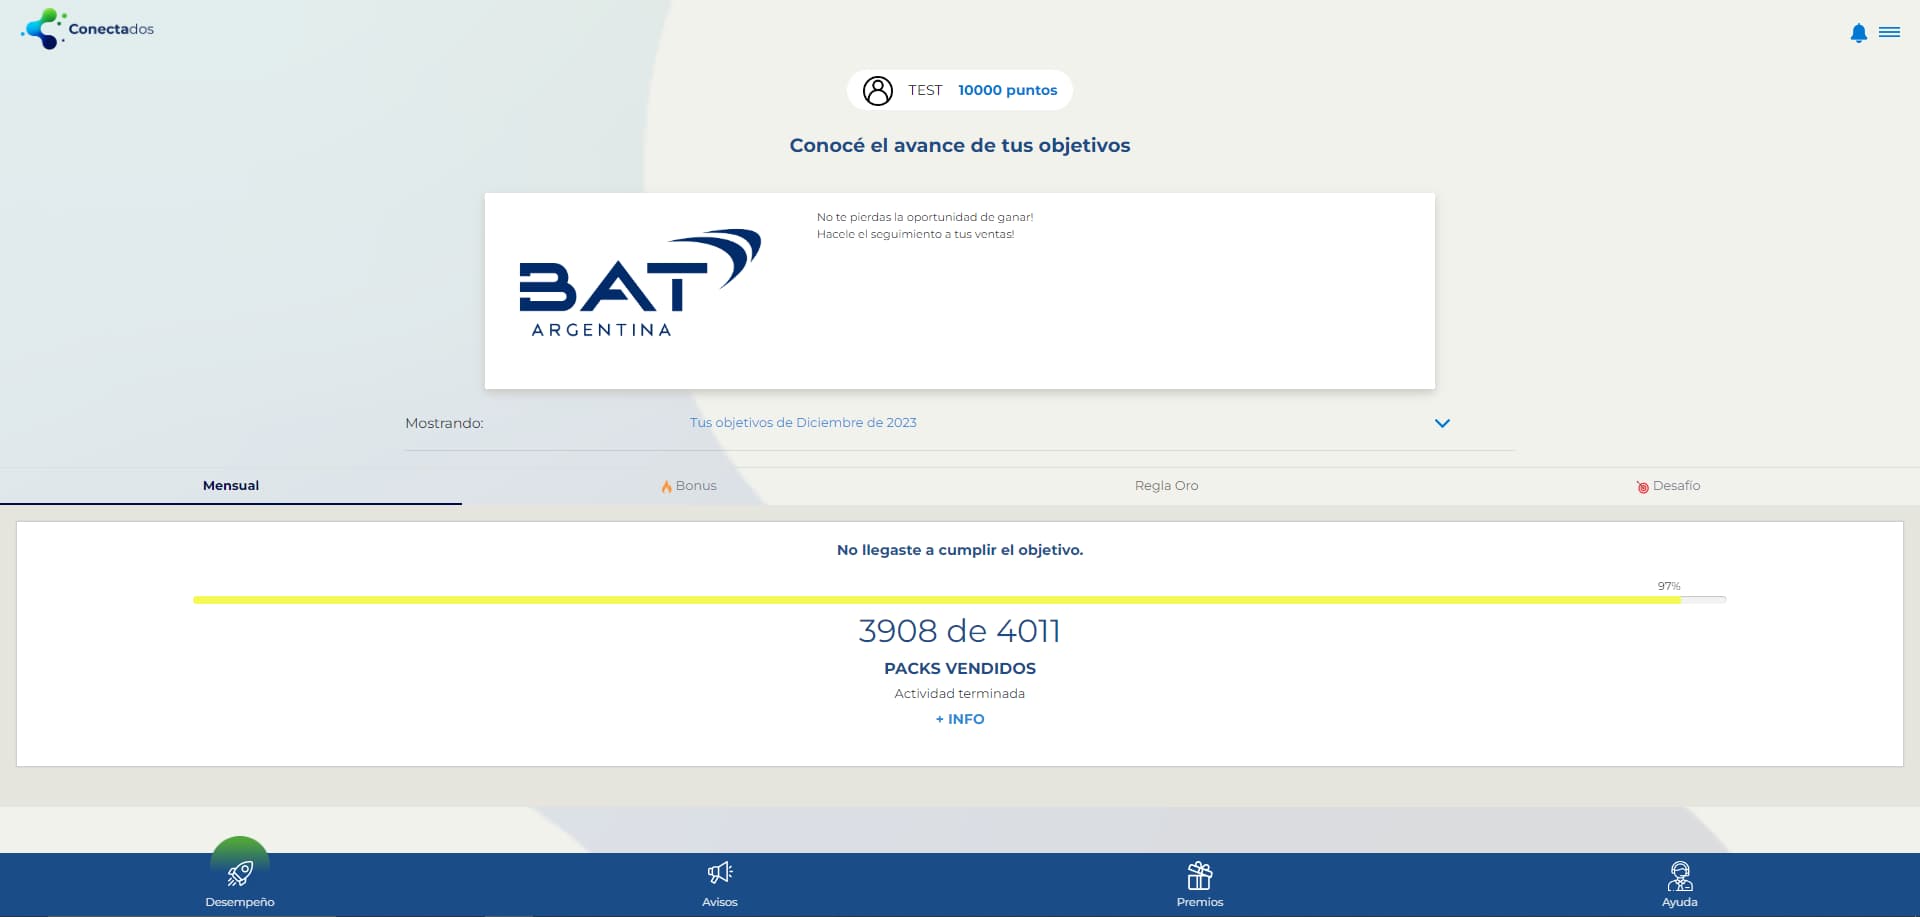 Conectados
TEST 10000 puntos
Conocé el avance de tus objetivos
No te pierdas la oportunidad de ganar!
Hacele el seguimiento a tus ventas!
BAT
ARGENTINA
Mostrando: Tus objetivos de Diciembre de 2023
Mensual Bonus Regla Oro Desafío
No llegaste a cumplir el objetivo.
97%
3908 de 4011
PACKS VENDIDOS
Actividad terminada
+ INFO
Desempeño Avisos Premios Ayuda